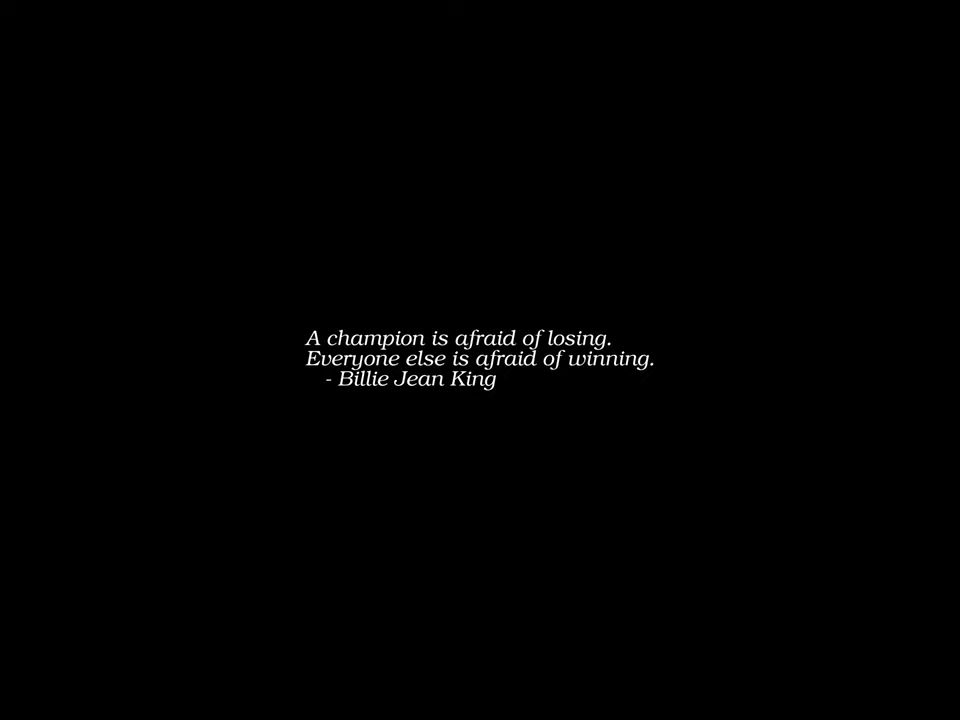 A champion is afraid of losing.
Everyone else is afraid of winning.
- Billie Jean King